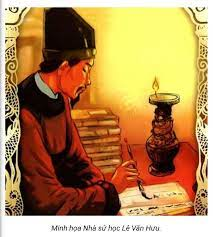 Minh họa Nhà sử học Lê Văn Hưu.